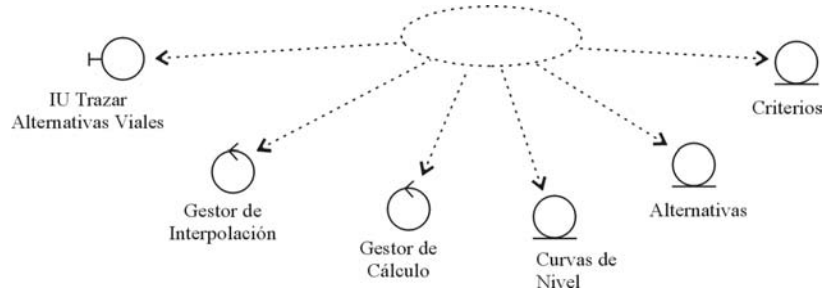 IU Trazar
Alternativas Viales
Gestor de
Interpolación
Gestor de
Cálculo
Curvas de
Nivel
Alternativas
Criterios